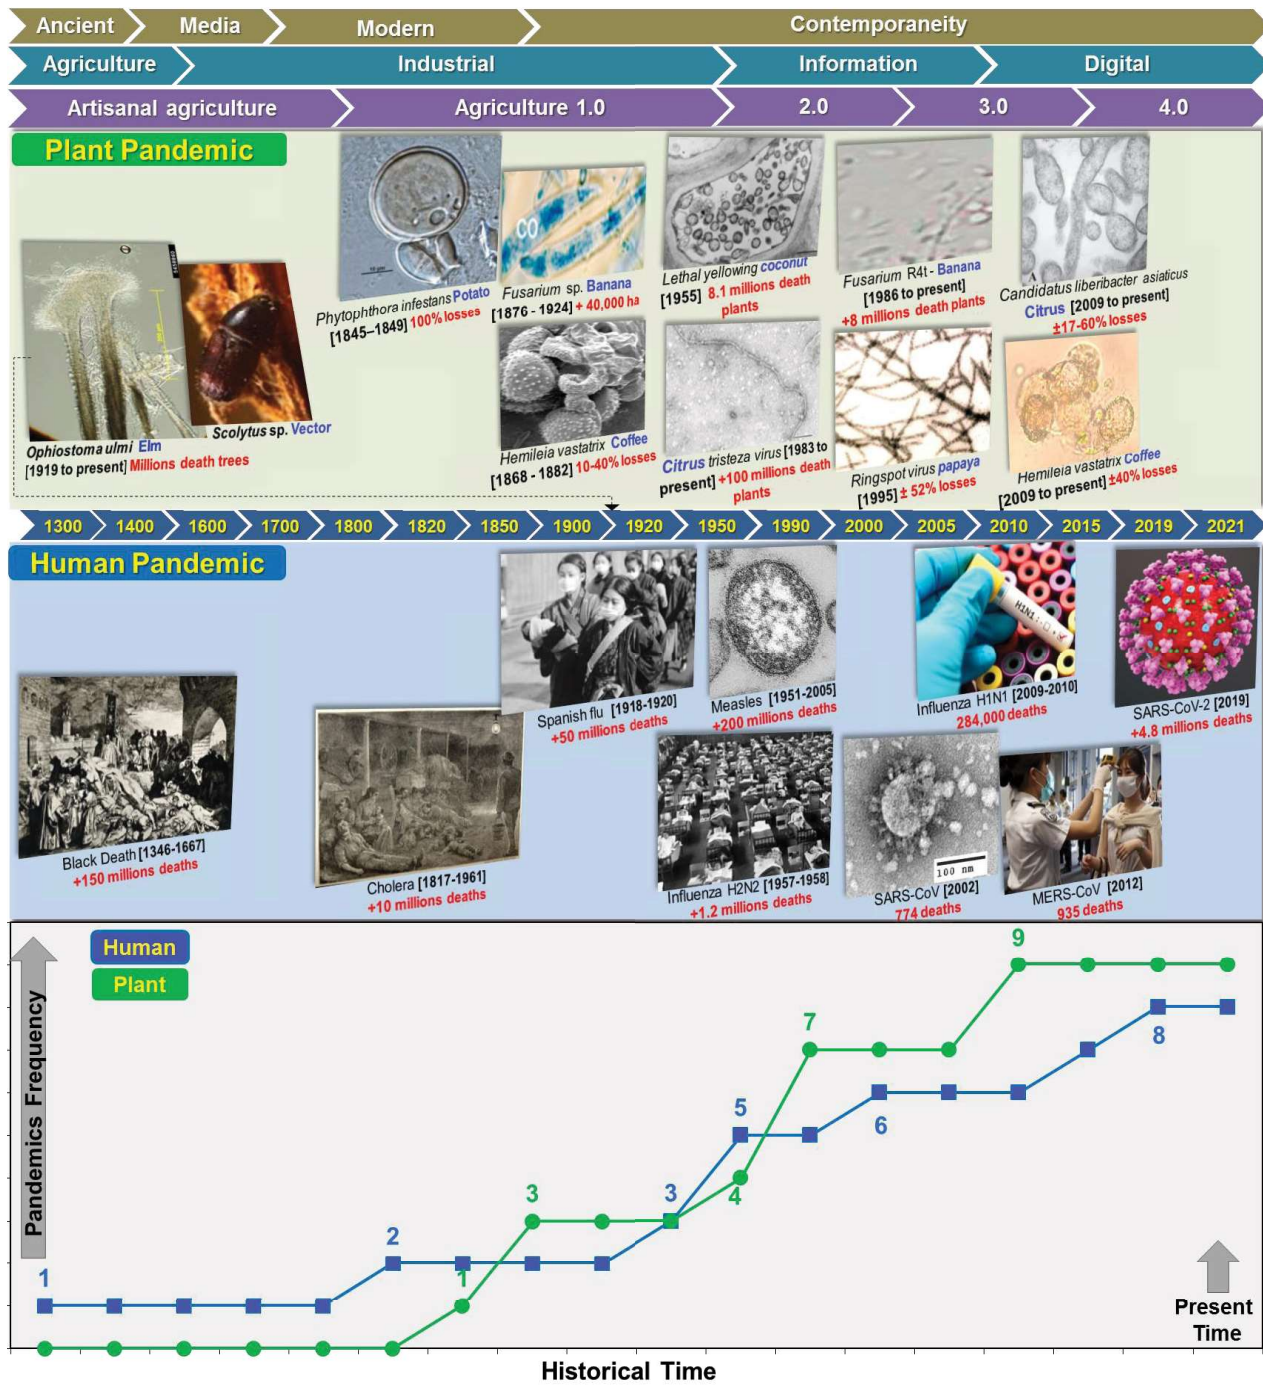 Ancient
Media
Modern
Contemporaneity
Agriculture
Industrial
Information
Digital
Artisanal agriculture
Agriculture 1.0
2.0
3.0
4.0
Plant Pandemic
CO
A
Phytophthora infestans Potato
[1845–1849] 100% losses
Fusarium sp. Banana
[1876 - 1924] + 40,000 ha
Lethal yellowing coconut
[1955] 8.1 millions death
plants
Fusarium R4t - Banana
[1986 to present]
+8 millions death plants
Candidatus liberibacter asiaticus
Citrus [2009 to present]
±17-60% losses
Ophiostoma ulmi Elm
[1919 to present] Millions death trees
Scolytus sp. Vector
Hemileia vastatrix Coffee
[1868 - 1882] 10-40% losses
Citrus tristeza virus [1983 to
present] +100 millions death
plants
Ringspot virus papaya
[1995] ± 52% losses
Hemileia vastatrix Coffee
[2009 to present] ±40% losses
1300
1400
1600
1700
1800
1820
1850
1900
1920
1950
1990
2000
2005
2010
2015
2019
2021
Human Pandemic
H1N1:
Spanish flu [1918-1920]
+50 millions deaths
Measles [1951-2005]
+200 millions deaths
Influenza H1N1 [2009-2010]
284,000 deaths
SARS-CoV-2 [2019]
+4.8 millions deaths
Black Death [1346-1667]
+150 millions deaths
Cholera [1817-1961]
+10 millions deaths
Influenza H2N2 [1957-1958]
+1.2 millions deaths
100 nm
SARS-CoV [2002]
774 deaths
MERS-CoV [2012]
935 deaths
Human
Plant
Pandemics Frequency
1
2
1
3
3
5
4
7
6
9
8
Present
Time
Historical Time